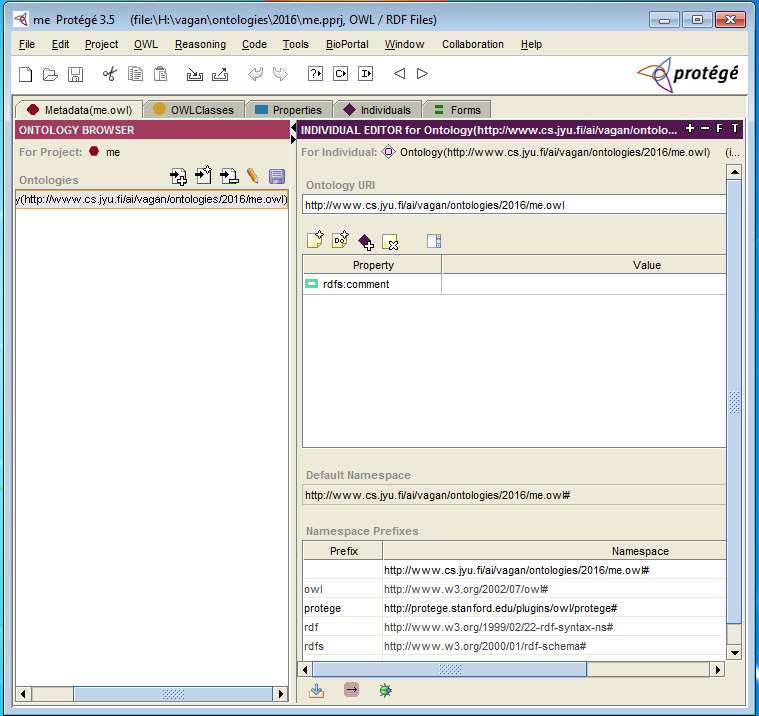 me Protégé 3.5 (file:\H:\vagan\ontologies\2016\me.pprj, OWL / RDF Files)
File Edit Project OWL Reasoning Code Tools BioPortal Window Collaboration Help
protégé
Metadata(me.owl) OWLClasses Properties Individuals Forms
ONTOLOGY BROWSER
INDIVIDUAL EDITOR for Ontology(http://www.cs.jyu.fi/ai/vagan/ontolo... + − F T
For Project: me
For Individual: Ontology(http://www.cs.jyu.fi/ai/vagan/ontologies/2016/me.owl) (i...
Ontologies
Ontology URI
y(http://www.cs.jyu.fi/ai/vagan/ontologies/2016/me.owl)
http://www.cs.jyu.fi/ai/vagan/ontologies/2016/me.owl
Property Value
rdfs:comment
Default Namespace
http://www.cs.jyu.fi/ai/vagan/ontologies/2016/me.owl#
Namespace Prefixes
Prefix Namespace
http://www.cs.jyu.fi/ai/vagan/ontologies/2016/me.owl#
owl http://www.w3.org/2002/07/owl#
protege http://protege.stanford.edu/plugins/owl/protege#
rdf http://www.w3.org/1999/02/22-rdf-syntax-ns#
rdfs http://www.w3.org/2000/01/rdf-schema#